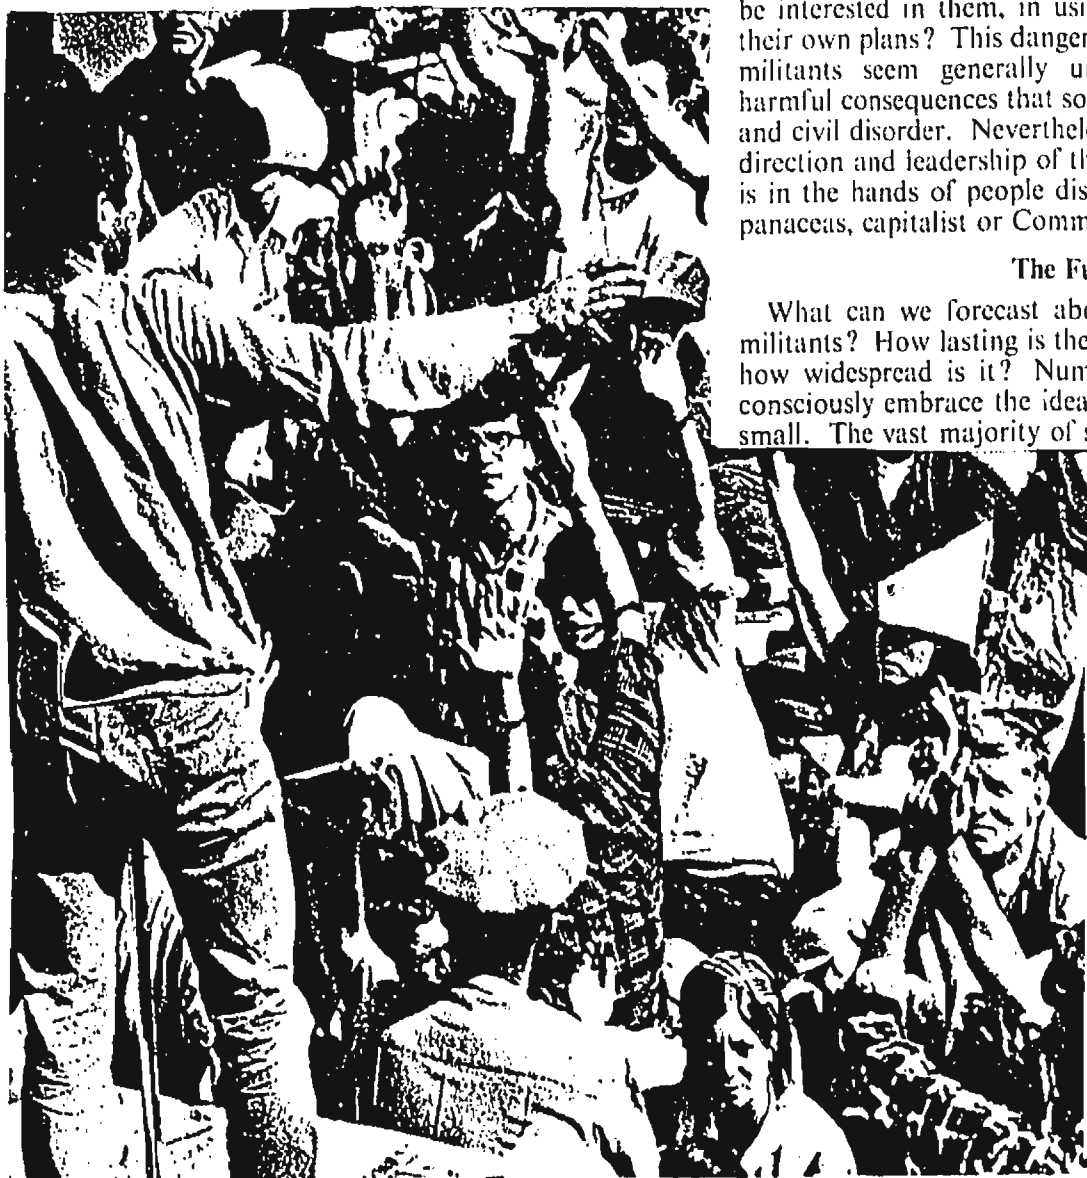 be interested in them, in usi
their own plans? This danger
militants seem generally u
harmful consequences that so
and civil disorder. Neverthel
direction and leadership of th
is in the hands of people dis
panaceas, capitalist or Comm
The Fu
What can we forecast abo
militants? How lasting is the
how widespread is it? Num
consciously embrace the idea
small. The vast majority of s